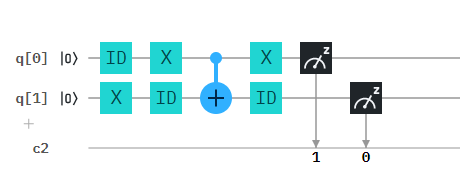 q[0] |0⟩ ID X X z
q[1] |0⟩ X ID + ID z
+
c2 1 0